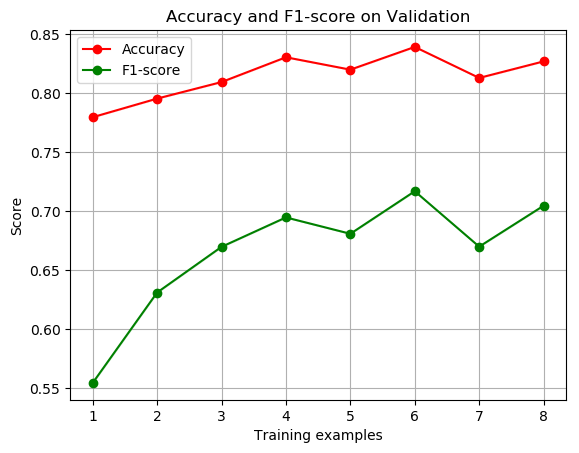 Accuracy and F1-score on Validation
Accuracy
F1-score
0.85
0.80
0.75
0.70
0.65
0.60
0.55
Score
1 2 3 4 5 6 7 8
Training examples